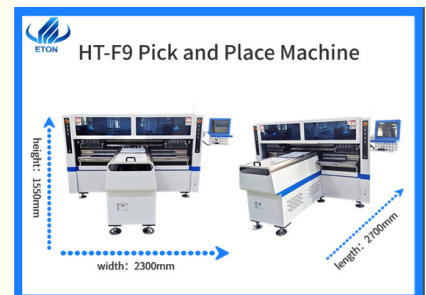 ETON
HT-F9 Pick and Place Machine
height: 1550mm
width: 2300mm
length: 2700mm